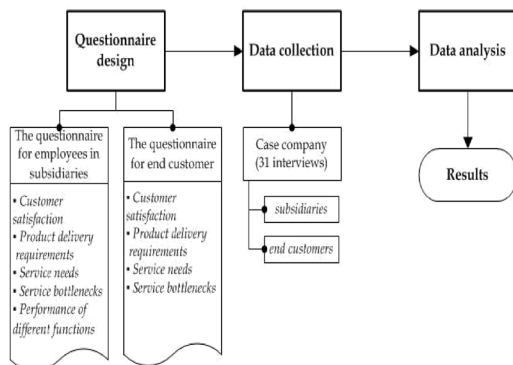 Questionnaire
design
Data collection
Data analysis
The questionnaire
for employees in
subsidiaries
• Customer
satisfaction
• Product delivery
requirements
• Service needs
• Service bottlenecks
• Performance of
different functions
The questionnaire
for end customer
• Customer
satisfaction
• Product delivery
requirements
• Service needs
• Service bottlenecks
Case company
(31 interviews)
subsidiaries
end customers
Results